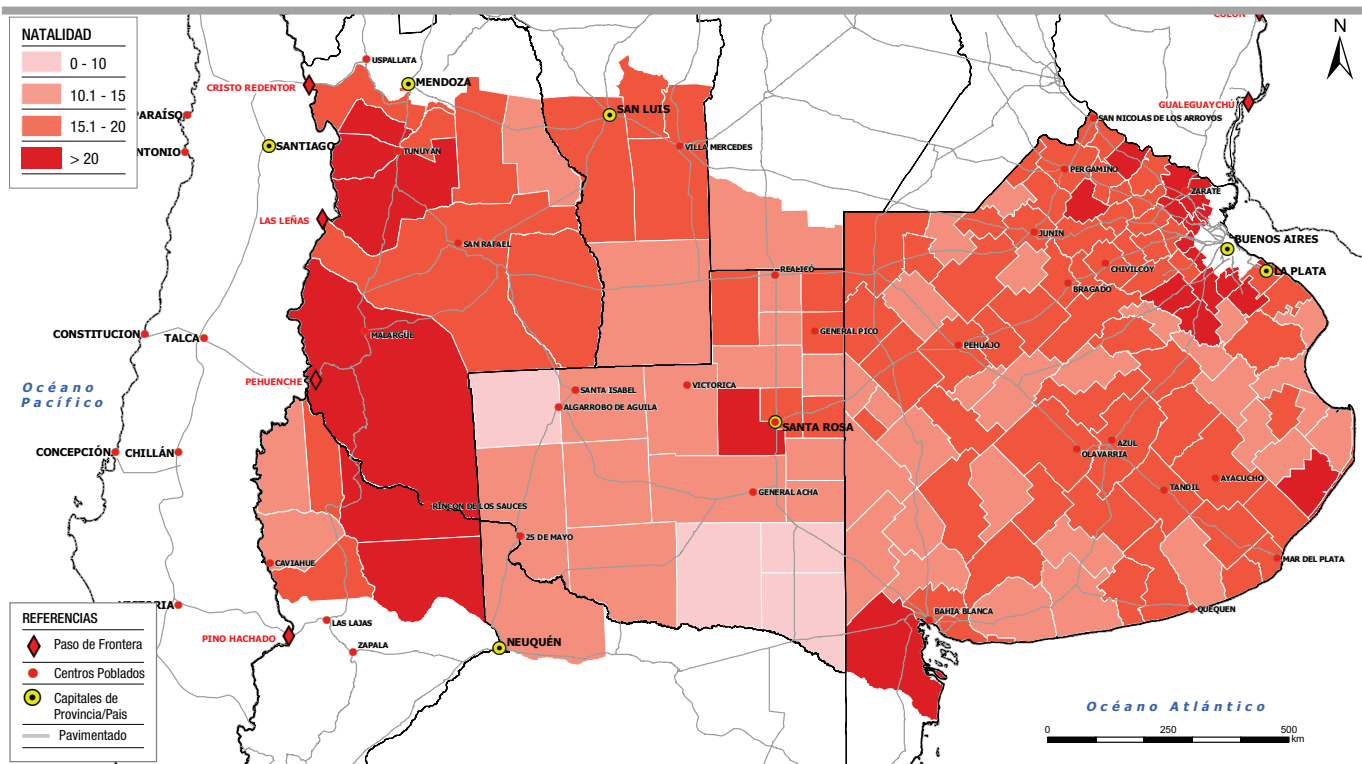 NATALIDAD
0 - 10
10.1 - 15
15.1 - 20
> 20
COLÓN
N
USPALLATA
MENDOZA
CRISTO REDENTOR
SAN LUIS
GUALEGUAYCHÚ
PARAÍSO
SAN NICOLAS DE LOS ARROYOS
SANTIAGO
NTONIO
TUNUYAN
VILLA MERCEDES
PERGAMINO
ZARATE
LAS LEÑAS
SAN RAFAEL
JUNIN
BUENOS AIRES
CHIVILCOY
LA PLATA
REALICÓ
BRAGADO
CONSTITUCION
TALCA
MALARGÜE
GENERAL PICO
PEHUAJO
Océano
Pacífico
PEHUENCHE
SANTA ISABEL
VICTORICA
ALGARROBO DE AGUILA
SANTA ROSA
CONCEPCIÓN
CHILLÁN
AZUL
OLAVARRIA
AYACUCHO
TANDIL
GENERAL ACHA
RÍNCON DE LOS SAUCES
25 DE MAYO
CAVIAHUE
MAR DEL PLATA
VICTORIA
BAHIA BLANCA
QUEQUEN
REFERENCIAS
Paso de Frontera
Centros Poblados
Capitales de
Provincia/Pais
Pavimentado
LAS LAJAS
PINO HACHADO
ZAPALA
NEUQUÉN
Océano Atlántico
0 250 500
km